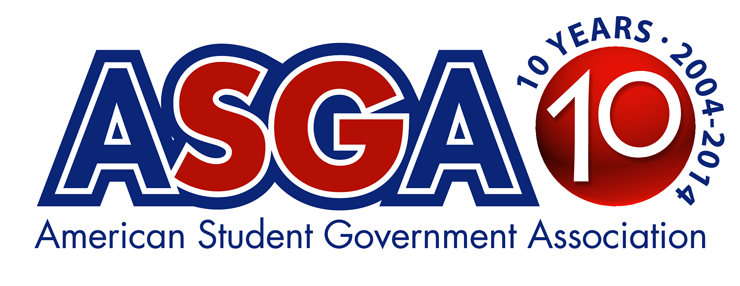 ASGA
10 YEARS · 2004-2014
10
American Student Government Association